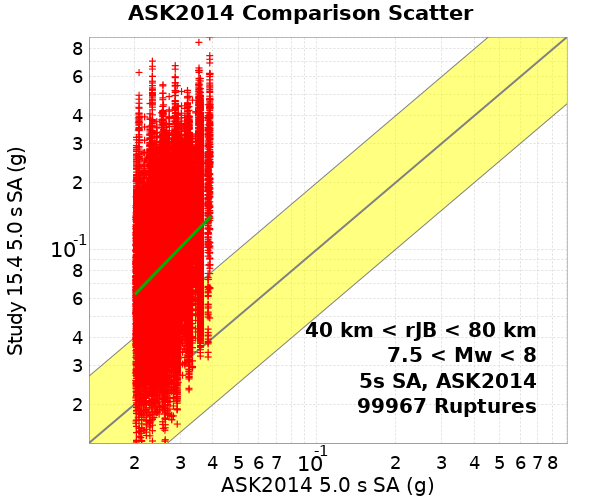 ASK2014 Comparison Scatter
8
6
4
3
2
10-1
8
6
4
3
2
Study 15.4 5.0 s SA (g)
40 km < rJB < 80 km
7.5 < Mw < 8
5s SA, ASK2014
99967 Ruptures
2 3 4 5 6 7 10-1 2 3 4 5 6 7 8
ASK2014 5.0 s SA (g)